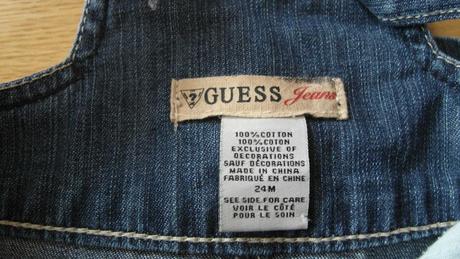 ? GUESS Jeans
100% COTTON
100% COTON
EXCLUSIVE OF
DECORATIONS
SAUF DÉCORATIONS
MADE IN CHINA
FABRIQUÉ EN CHINE
24M
SEE SIDE FOR CARE
VOIR LE CÔTÉ
POUR LE SOIN